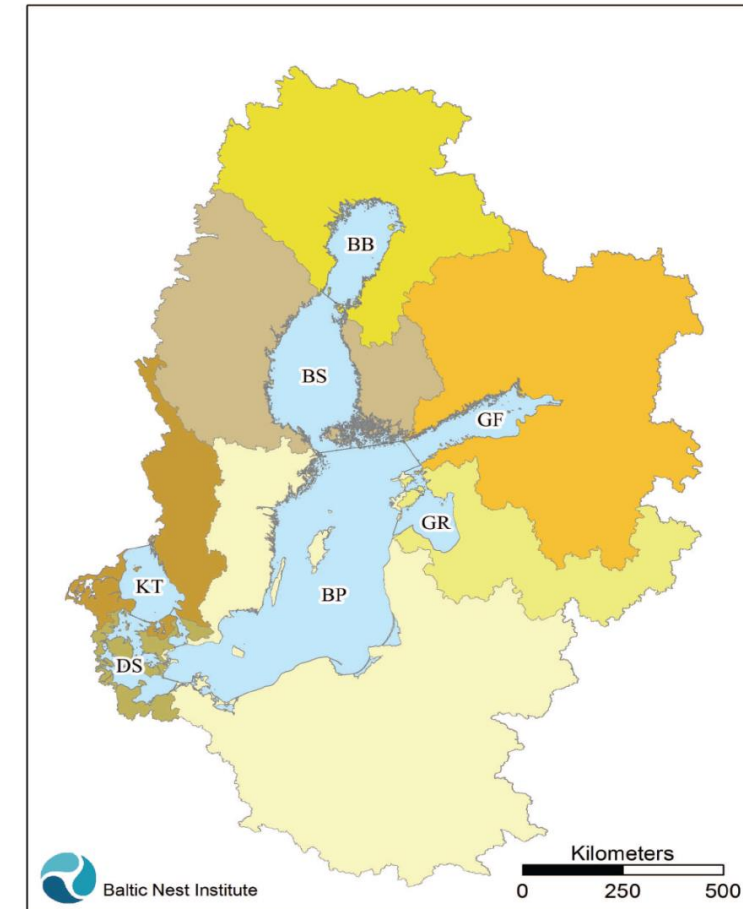 BB
BS
GF
GR
KT
BP
DS
Kilometers
0 250 500
Baltic Nest Institute